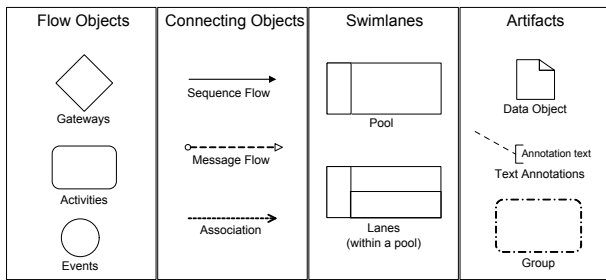 Flow Objects
Gateways
Activities
Events
Connecting Objects
Sequence Flow
Message Flow
Association
Swimlanes
Pool
Lanes
(within a pool)
Artifacts
Data Object
Annotation text
Text Annotations
Group